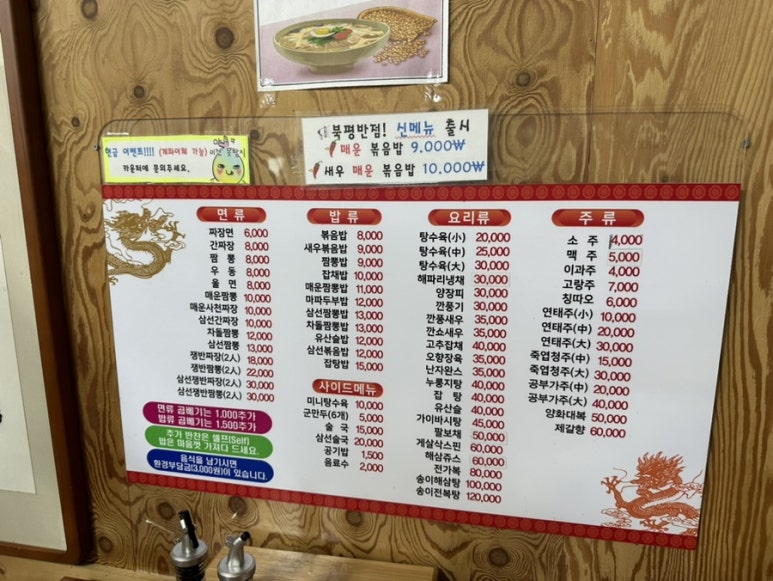 북평반점! 신메뉴 출시
매운 볶음밥 9.000₩
새우 매운 볶음밥 10.000₩
현금 이벤트!!!! (계좌이체 가능)
카운터에 문의주세요.
면 류
짜장면 6,000
간짜장 8,000
짬 뽕 8,000
우 동 8,000
울 면 8,000
매운짬뽕 10,000
매운사천짜장 10,000
삼선간짜장 10,000
차돌짬뽕 12,000
삼선짬뽕 13,000
쟁반짜장(2人) 18,000
쟁반짬뽕(2人) 22,000
삼선쟁반짜장(2人) 30,000
삼선쟁반짬뽕(2人) 30,000
면류 곱베기는 1.000추가
밥류 곱베기는 1.500추가
추가 반찬은 셀프(Self)
밥은 마음껏 가져다 드세요.
음식을 남기시면
환경부담금(3,000원)이 있습니다.
밥 류
볶음밥 8,000
새우볶음밥 9,000
짬뽕밥 9,000
잡채밥 10,000
매운짬뽕밥 11,000
마파두부밥 12,000
삼선짬뽕밥 13,000
차돌짬뽕밥 13,000
유산슬밥 12,000
삼선볶음밥 12,000
잡탕밥 15,000
사이드메뉴
미니탕수육 10,000
군만두(6개) 5,000
술 국 15,000
삼선술국 20,000
공기밥 1,500
음료수 2,000
요리류
탕수육(小) 20,000
탕수육(中) 25,000
탕수육(大) 30,000
해파리냉채 30,000
양장피 30,000
깐풍기 30,000
깐풍새우 35,000
깐쇼새우 35,000
고추잡채 40,000
오향장육 35,000
난자완스 35,000
누룽지탕 40,000
잡 탕 40,000
유산슬 40,000
가이바시탕 45,000
팔보채 50,000
게살삭스핀 60,000
해삼쥬스 60,000
전가복 80,000
송이해삼탕 100,000
송이전복탕 120,000
주 류
소 주 4,000
맥 주 5,000
이과주 4,000
고량주 7,000
칭따오 6,000
연태주(小) 10,000
연태주(中) 20,000
연태주(大) 30,000
죽엽청주(中) 15,000
죽엽청주(大) 30,000
공부가주(中) 20,000
공부가주(大) 40,000
양화대복 50,000
제갈향 60,000